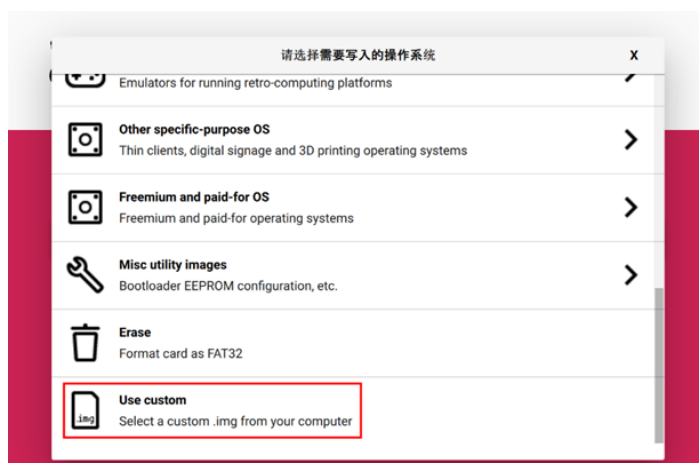 请选择需要写入的操作系统
X
Emulators for running retro-computing platforms
Other specific-purpose OS
Thin clients, digital signage and 3D printing operating systems
Freemium and paid-for OS
Freemium and paid-for operating systems
Misc utility images
Bootloader EEPROM configuration, etc.
Erase
Format card as FAT32
Use custom
.img
Select a custom .img from your computer